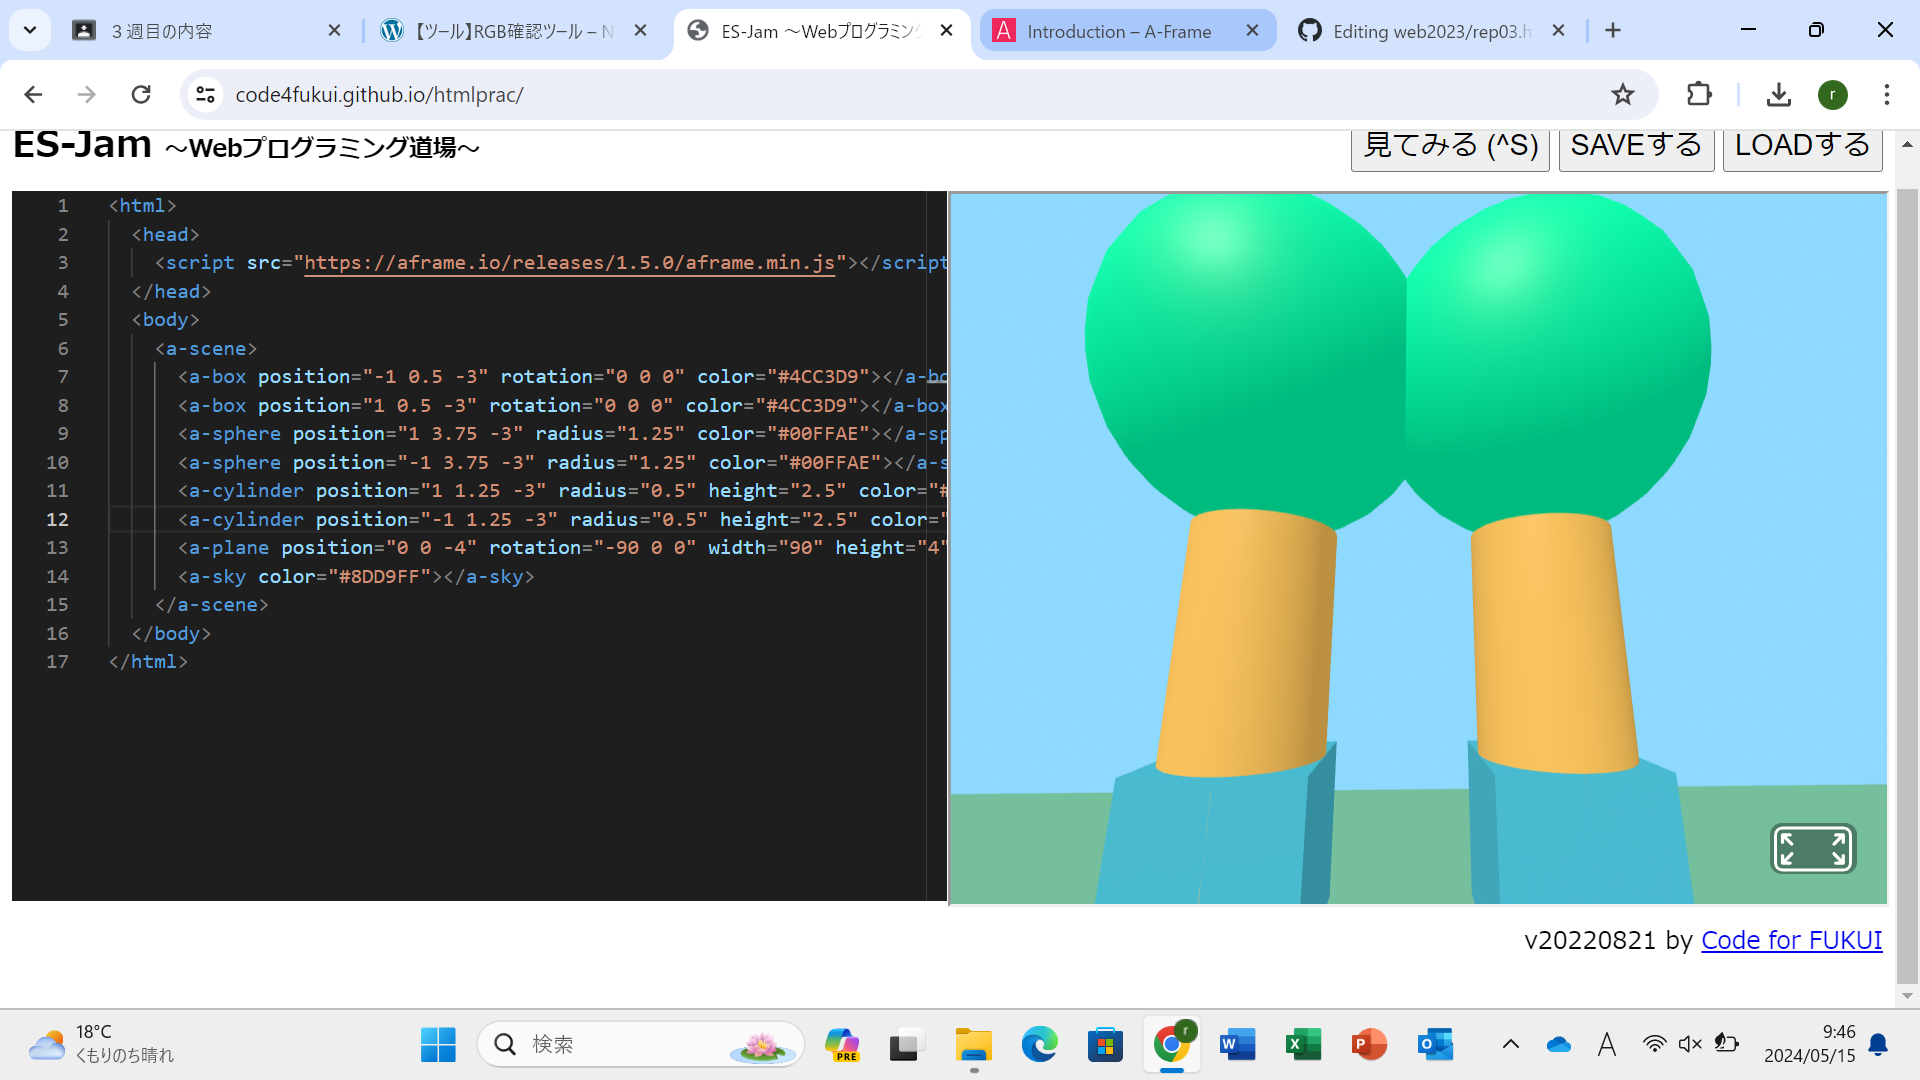 ３週目の内容
【ツール】RGB確認ツール – N
ES-Jam ～Webプログラミング
Introduction – A-Frame
Editing web2023/rep03.h
code4fukui.github.io/htmlprac/
r
ES-Jam ～Webプログラミング道場～
見てみる (^S)
SAVEする
LOADする
1 <html>
2 <head>
3 <script src="https://aframe.io/releases/1.5.0/aframe.min.js"></script
4 </head>
5 <body>
6 <a-scene>
7 <a-box position="-1 0.5 -3" rotation="0 0 0" color="#4CC3D9"></a-bo
8 <a-box position="1 0.5 -3" rotation="0 0 0" color="#4CC3D9"></a-box
9 <a-sphere position="1 3.75 -3" radius="1.25" color="#00FFAE"></a-sp
10 <a-sphere position="-1 3.75 -3" radius="1.25" color="#00FFAE"></a-s
11 <a-cylinder position="1 1.25 -3" radius="0.5" height="2.5" color="#
12 <a-cylinder position="-1 1.25 -3" radius="0.5" height="2.5" color="
13 <a-plane position="0 0 -4" rotation="-90 0 0" width="90" height="4"
14 <a-sky color="#8DD9FF"></a-sky>
15 </a-scene>
16 </body>
17 </html>
v20220821 by Code for FUKUI
18°C
くもりのち晴れ
検索
PRE
r
A
9:46
2024/05/15